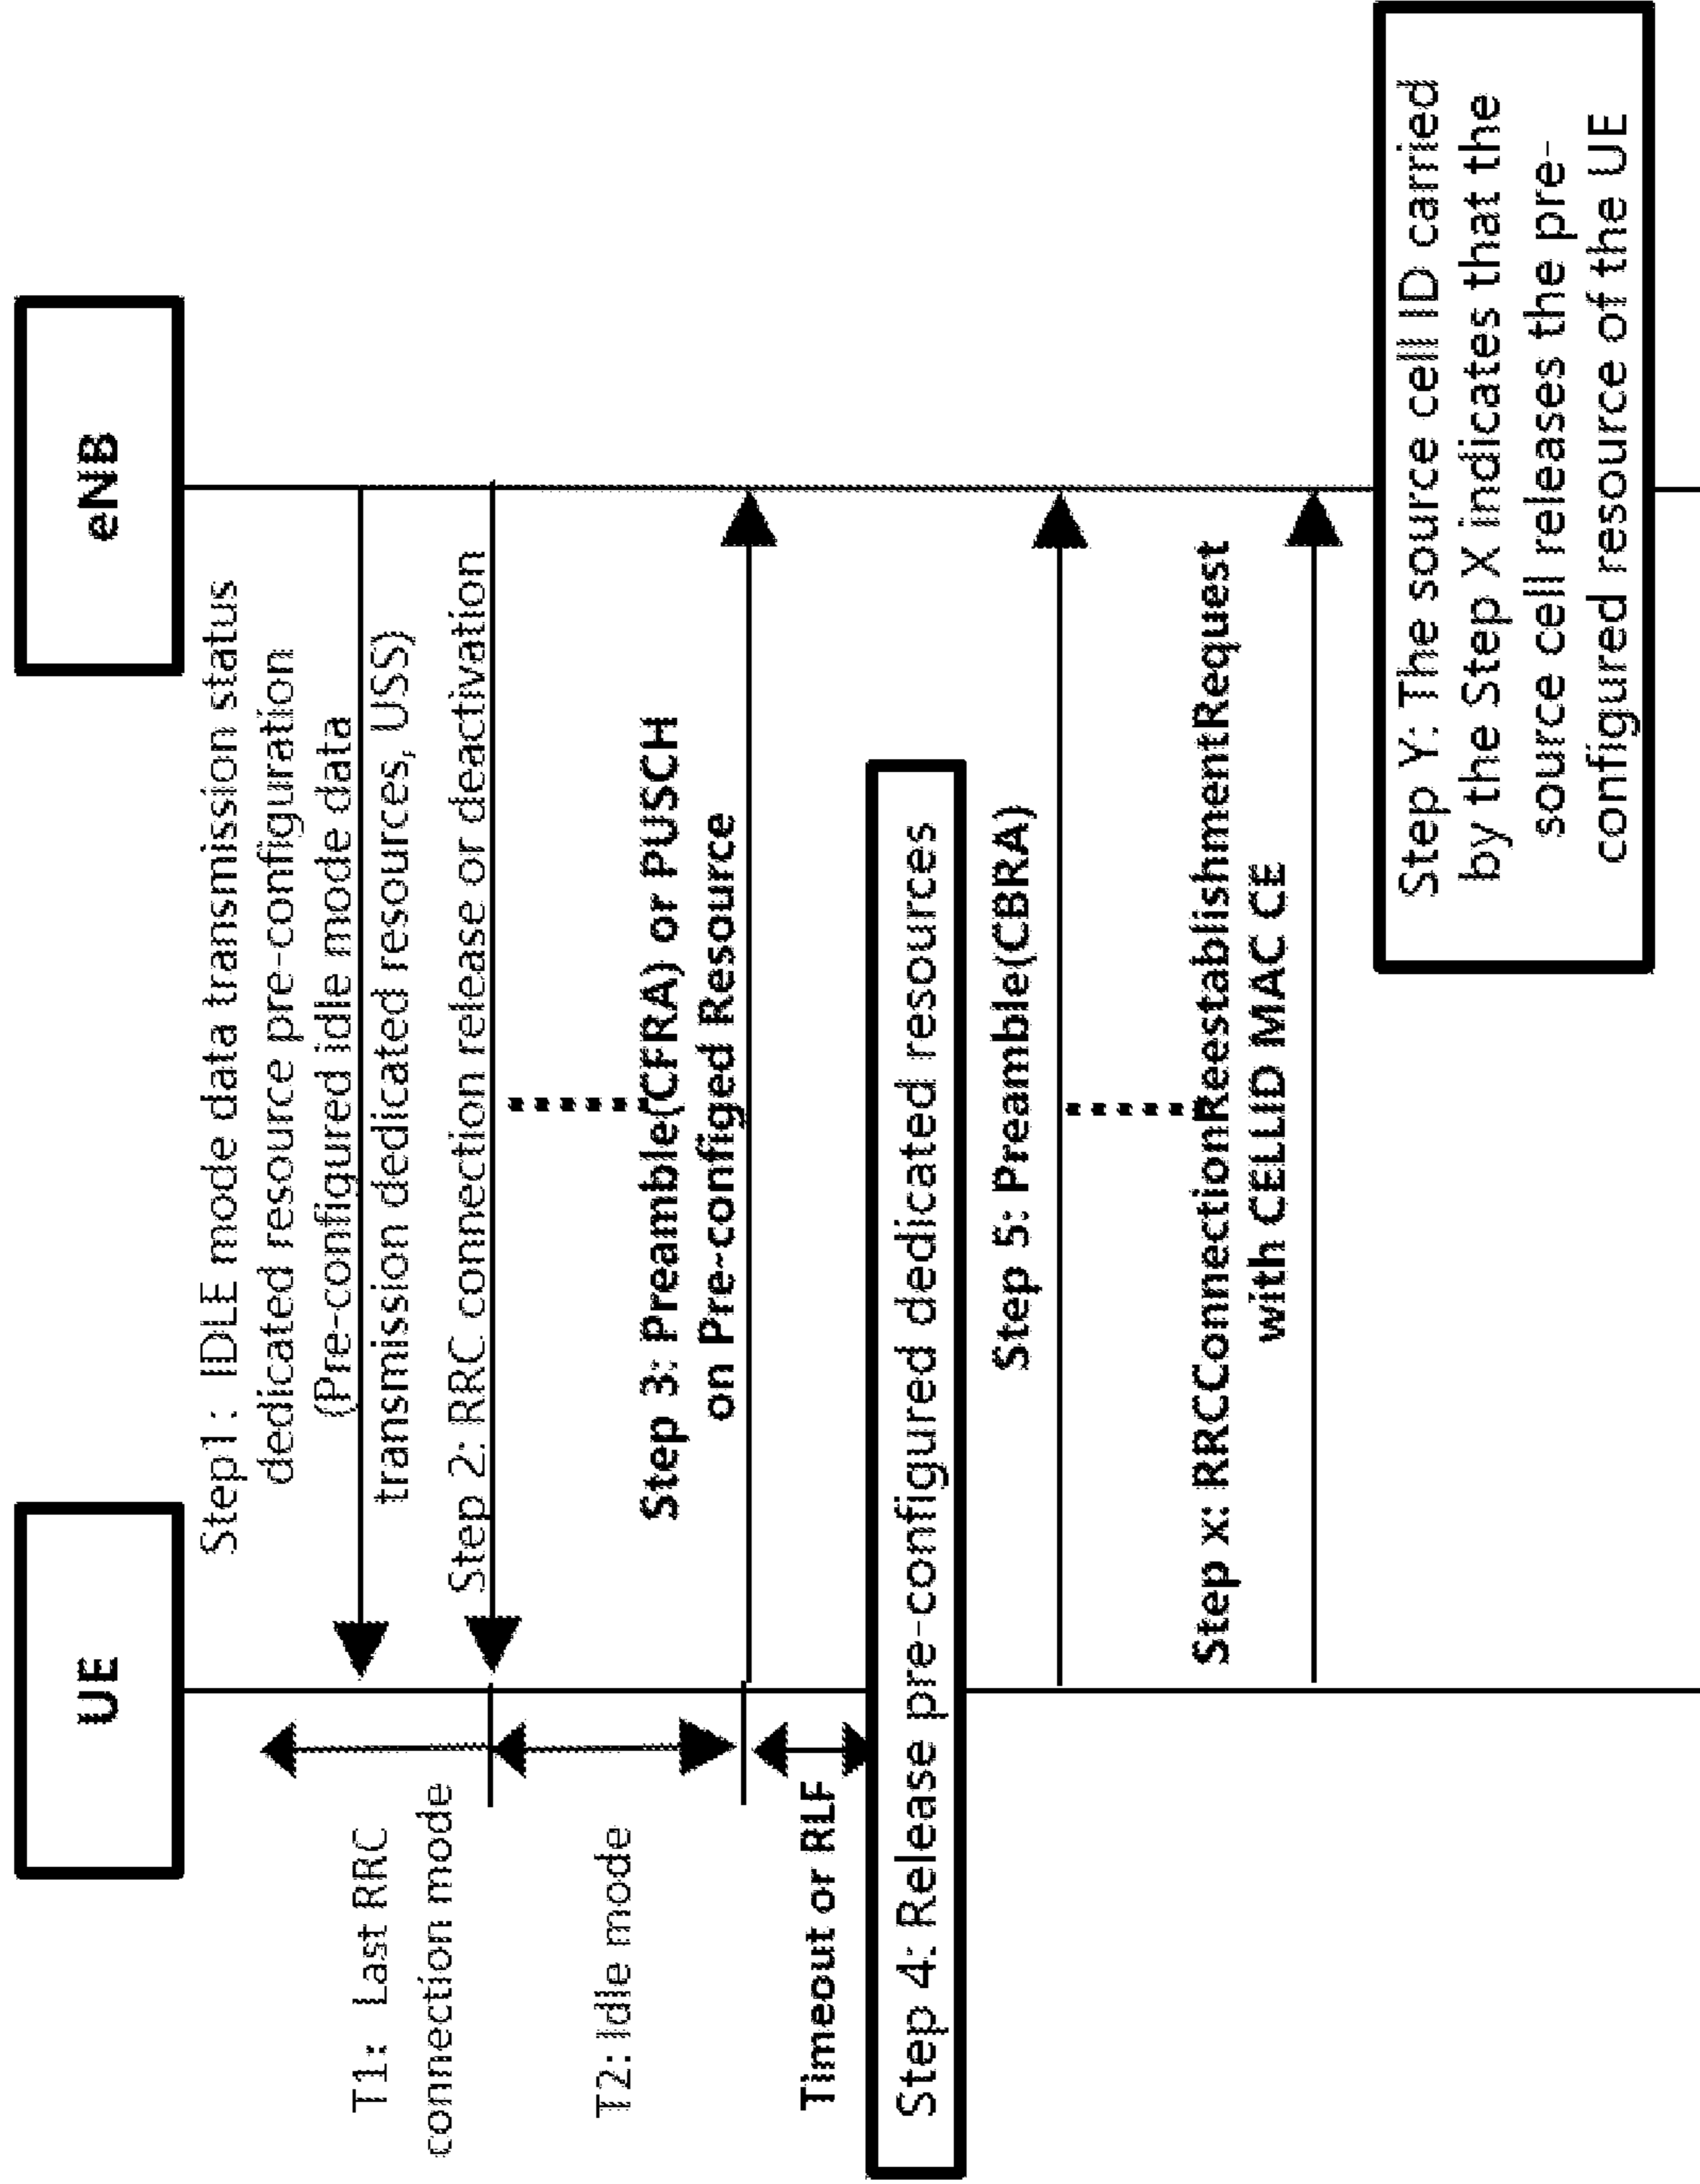 UE
eNB
Step1: IDLE mode data transmission status
dedicated resource pre-configuration
(Pre-configured idle mode data
transmission dedicated resources, USS)
T1: Last RRC
connection mode
Step 2: RRC connection release or deactivation
T2: Idle mode
Step 3: Preamble(CFRA) or PUSCH
on Pre-configed Resource
Timeout or RLF
Step 4: Release pre-configured dedicated resources
Step 5: Preamble(CBRA)
Step x: RRCConnectionReestablishmentRequest
with CELLID MAC CE
Step Y: The source cell ID carried
by the Step X indicates that the
source cell releases the pre-
configured resource of the UE